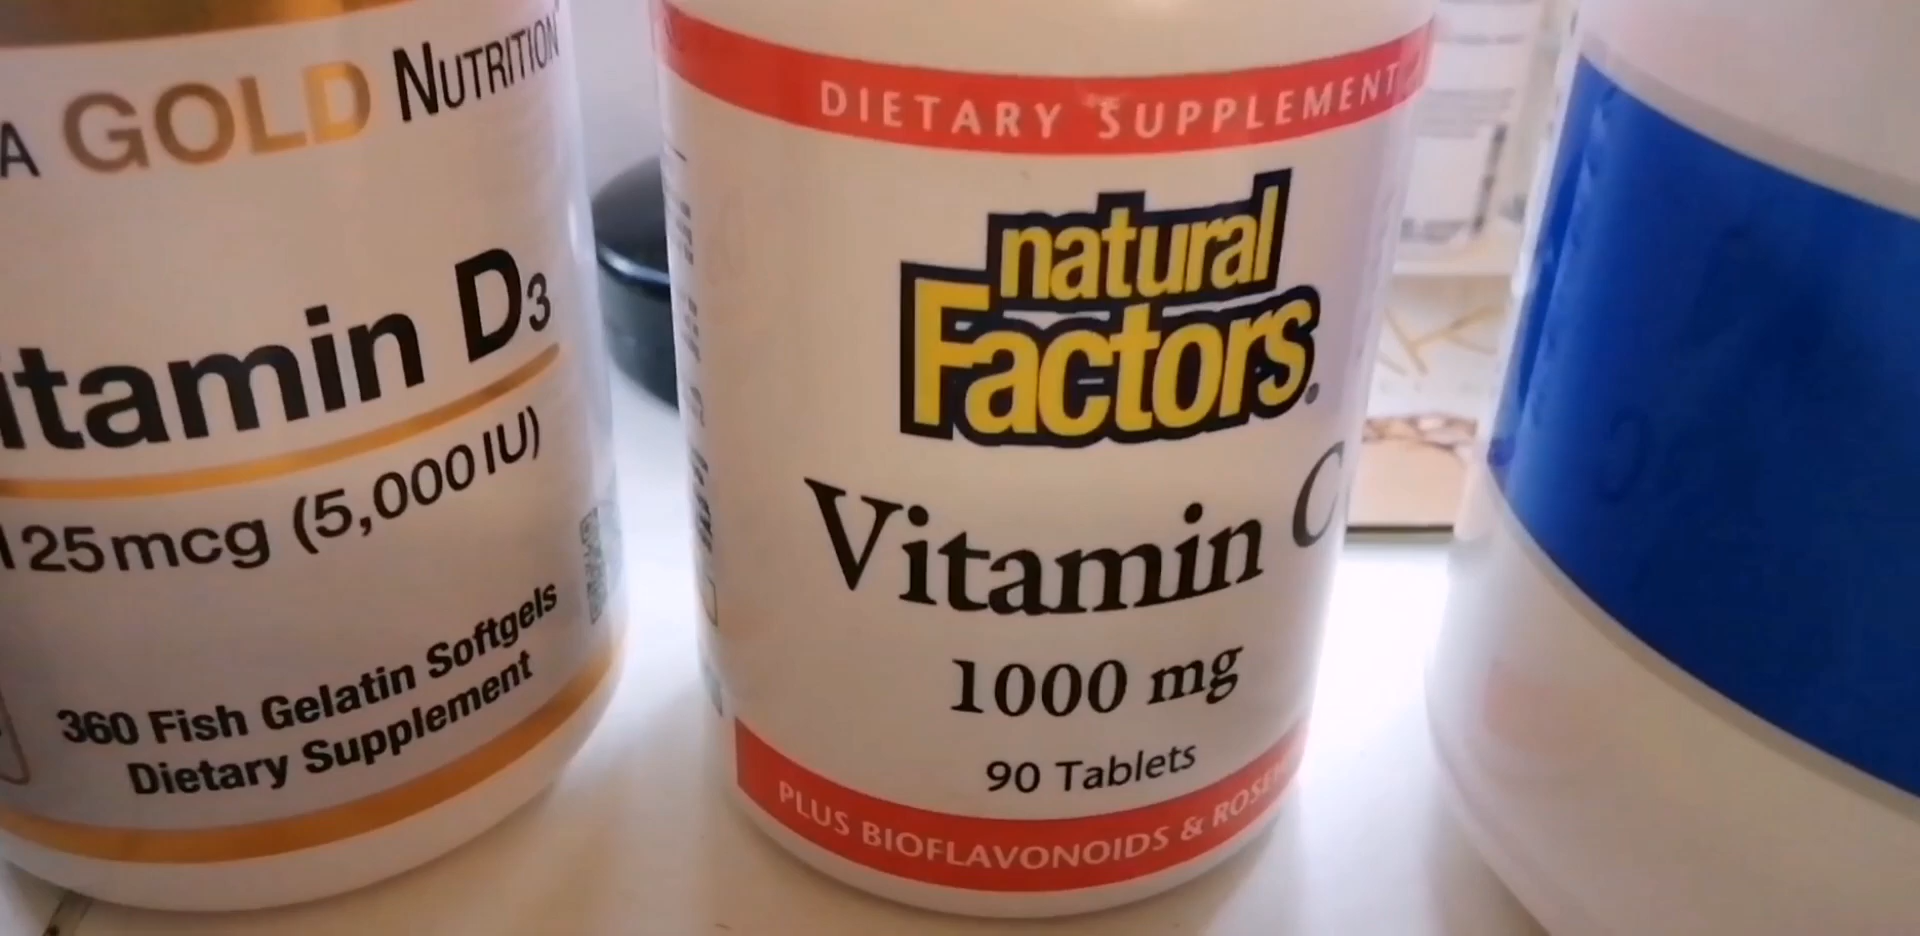 A GOLD NUTRITION
itamin D3
125mcg (5,000 IU)
360 Fish Gelatin Softgels
Dietary Supplement
DIETARY SUPPLEMENT
natural
Factors
Vitamin C
1000 mg
90 Tablets
PLUS BIOFLAVONOIDS & ROSEH